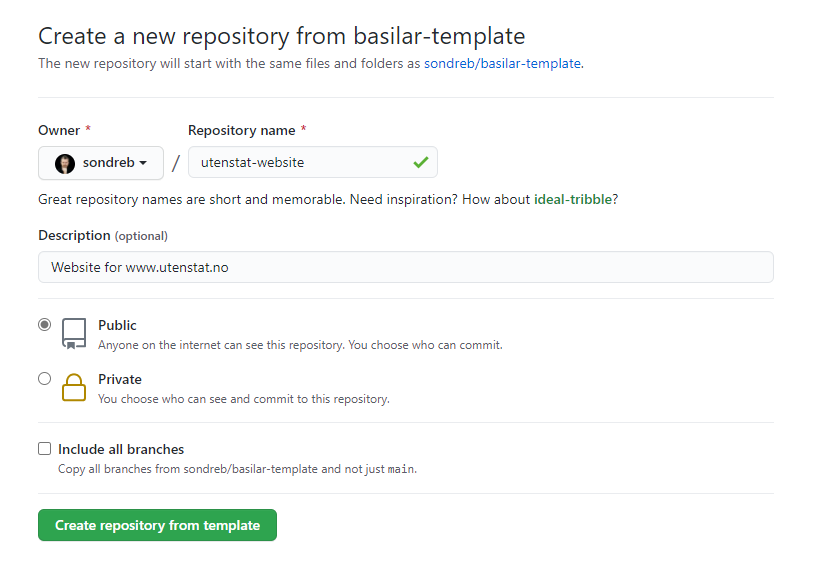 Create a new repository from basilar-template
The new repository will start with the same files and folders as sondreb/basilar-template.
Owner * Repository name *
sondreb / utenstat-website
Great repository names are short and memorable. Need inspiration? How about ideal-tribble?
Description (optional)
Website for www.utenstat.no
Public
Anyone on the internet can see this repository. You choose who can commit.
Private
You choose who can see and commit to this repository.
Include all branches
Copy all branches from sondreb/basilar-template and not just main.
Create repository from template